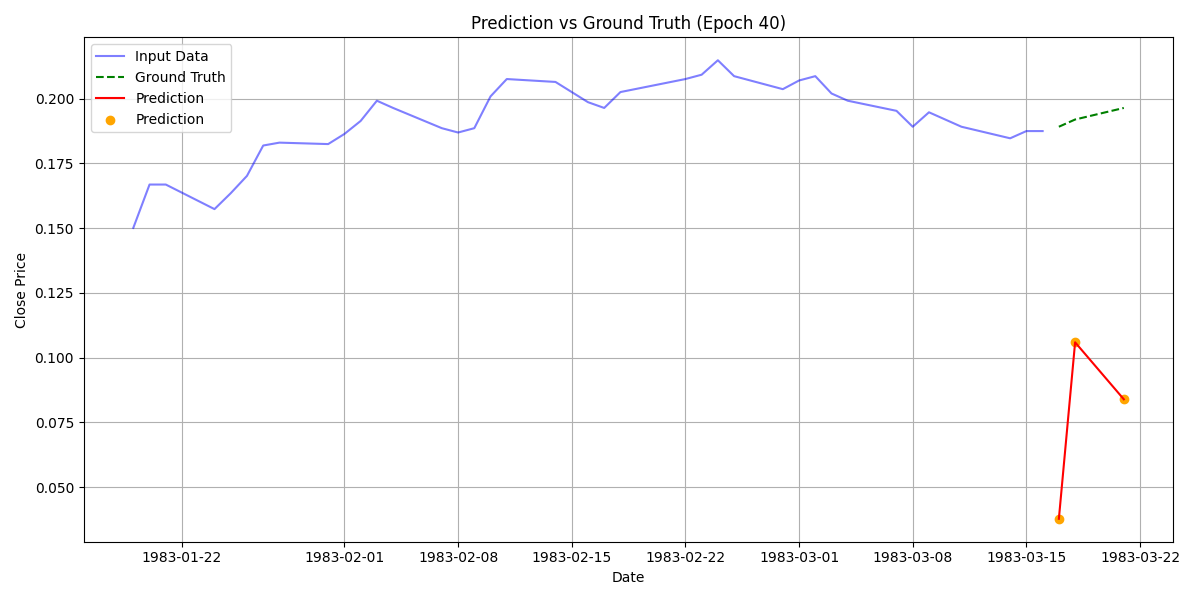 Prediction vs Ground Truth (Epoch 40)
Input Data
Ground Truth
Prediction
Prediction
Close Price
0.200
0.175
0.150
0.125
0.100
0.075
0.050
1983-01-22
1983-02-01
1983-02-08
1983-02-15
1983-02-22
1983-03-01
1983-03-08
1983-03-15
1983-03-22
Date